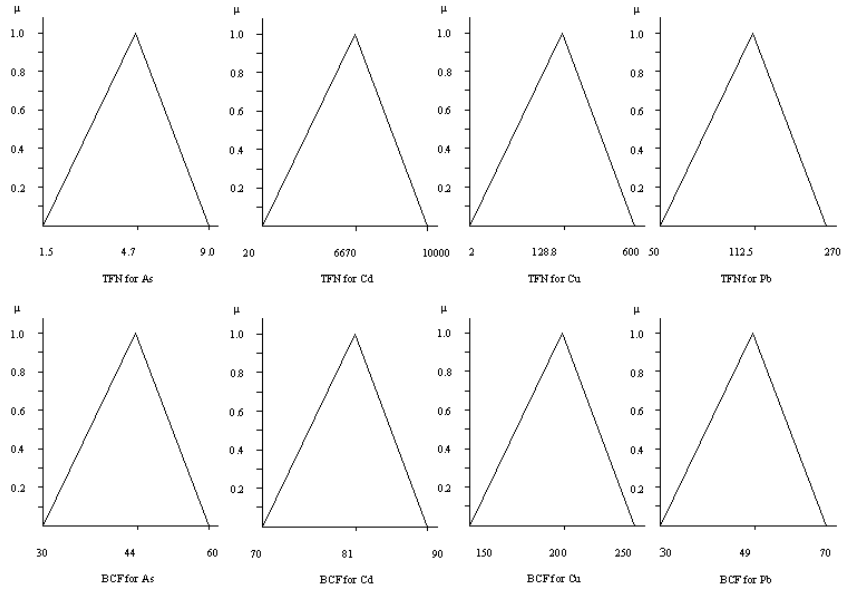 μ μ μ μ
1.0 1.0 1.0 1.0
0.8 0.8 0.8 0.8
0.6 0.6 0.6 0.6
0.4 0.4 0.4 0.4
0.2 0.2 0.2 0.2
1.5 4.7 9.0 20 6670 10000 2 128.8 600 50 112.5 270
TFN for As TFN for Cd TFN for Cu TFN for Pb
μ μ μ μ
1.0 1.0 1.0 1.0
0.8 0.8 0.8 0.8
0.6 0.6 0.6 0.6
0.4 0.4 0.4 0.4
0.2 0.2 0.2 0.2
30 44 60 70 81 90 150 200 250 30 49 70
BCF for As BCF for Cd BCF for Cu BCF for Pb